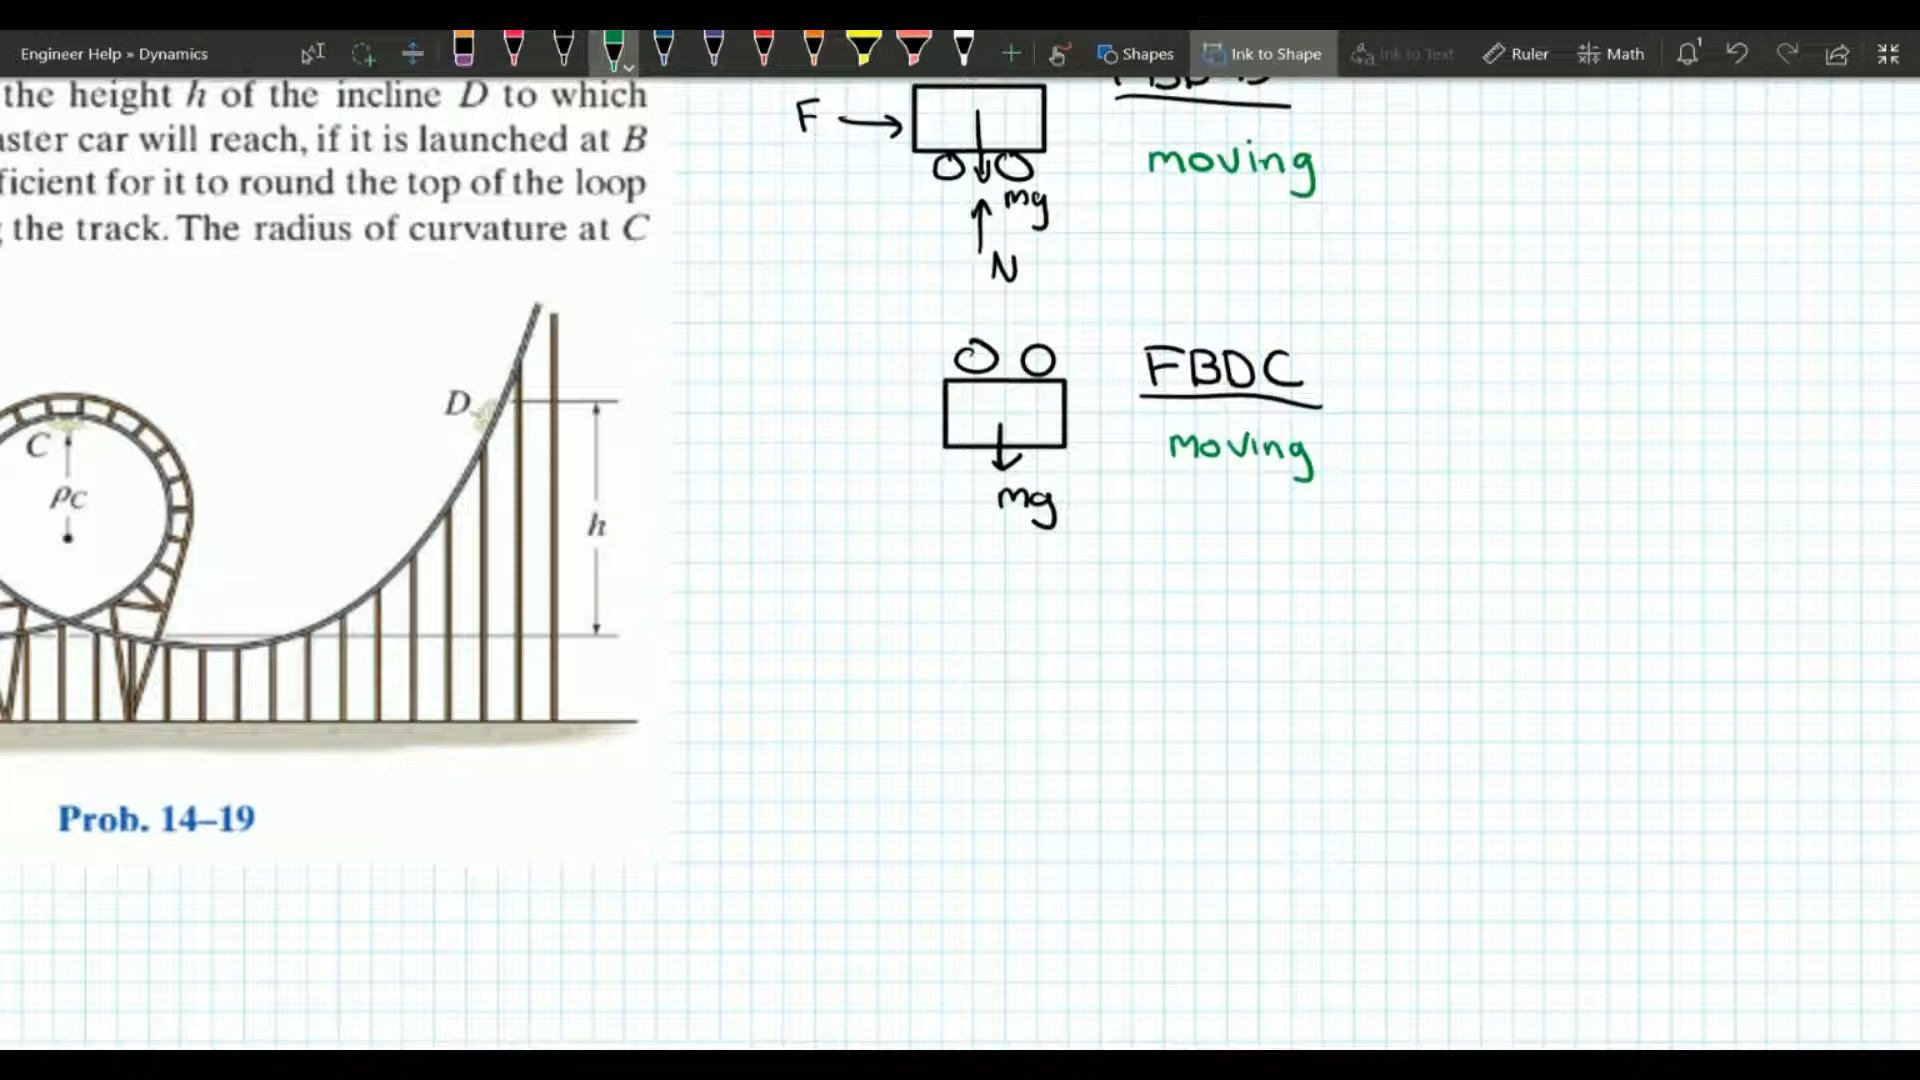 Engineer Help » Dynamics
Shapes
Ink to Shape
Ink to Text
Ruler
Math
the height h of the incline D to which
aster car will reach, if it is launched at B
ficient for it to round the top of the loop
the track. The radius of curvature at C
F
mg
N
moving
FBDC
moving
mg
D
C
ρC
h
Prob. 14–19